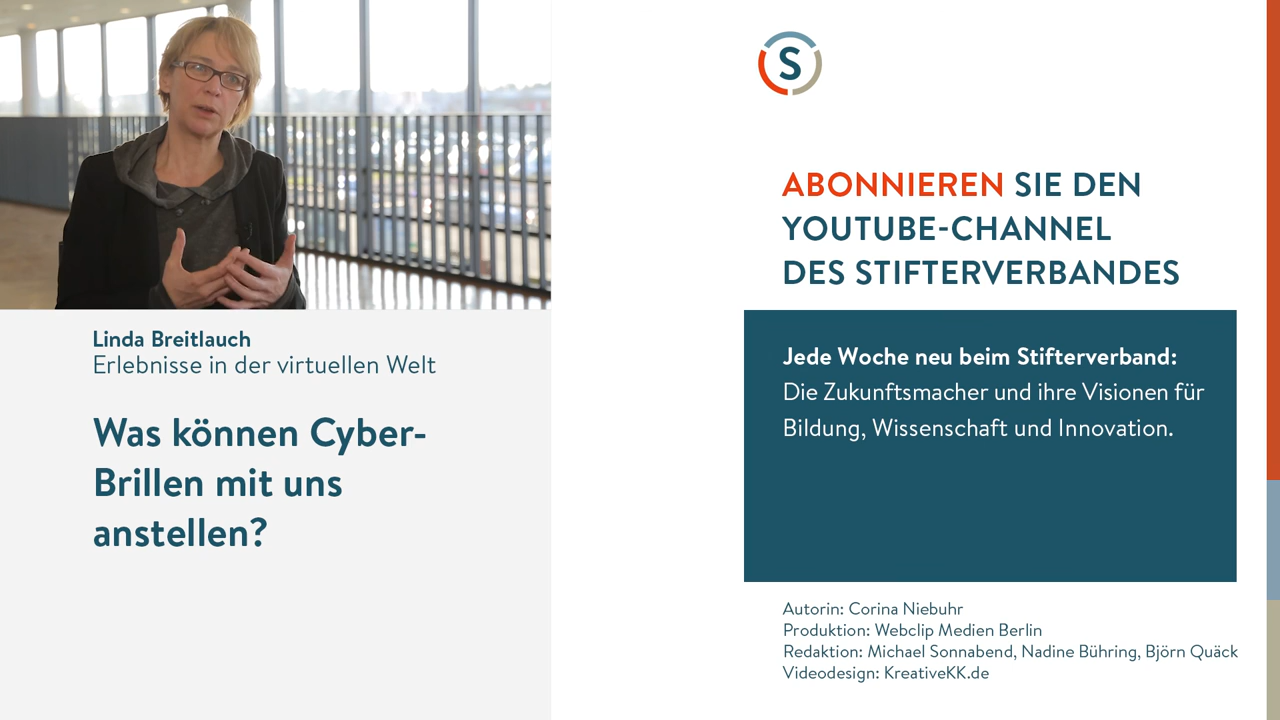 S
ABONNIEREN SIE DEN
YOUTUBE-CHANNEL
DES STIFTERVERBANDES
Linda Breitlauch
Erlebnisse in der virtuellen Welt
Was können Cyber-
Brillen mit uns
anstellen?
Jede Woche neu beim Stifterverband:
Die Zukunftsmacher und ihre Visionen für
Bildung, Wissenschaft und Innovation.
Autorin: Corina Niebuhr
Produktion: Webclip Medien Berlin
Redaktion: Michael Sonnabend, Nadine Bühring, Björn Quäck
Videodesign: KreativeKK.de